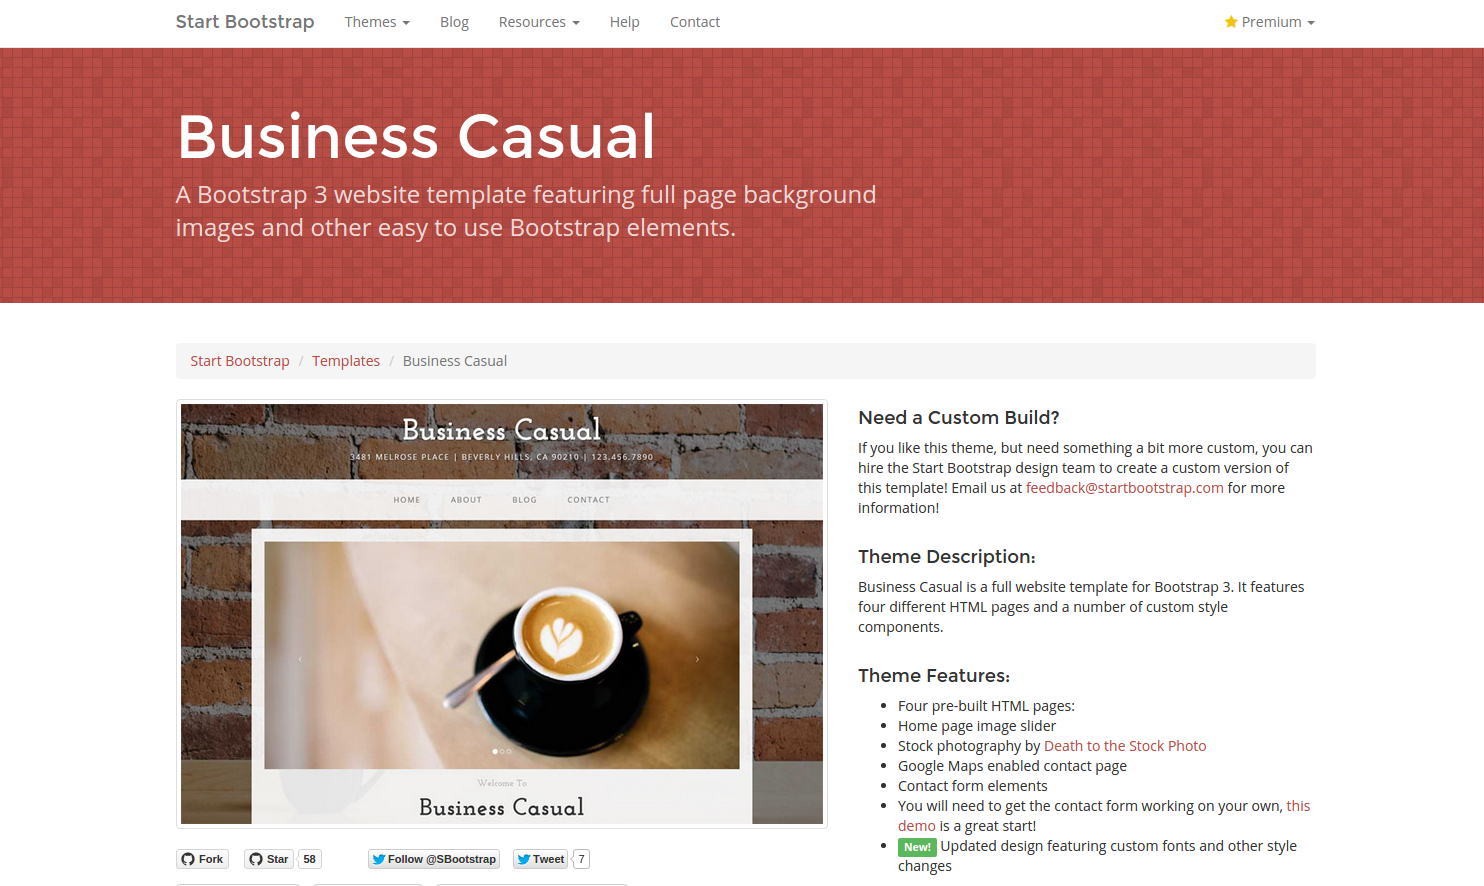 Start Bootstrap Themes Blog Resources Help Contact Premium
Business Casual
A Bootstrap 3 website template featuring full page background
images and other easy to use Bootstrap elements.
Start Bootstrap / Templates / Business Casual
Business Casual
3481 MELROSE PLACE | BEVERLY HILLS, CA 90210 | 123.456.7890
HOME ABOUT BLOG CONTACT
Welcome To
Business Casual
Fork Star 58 Follow @SBootstrap Tweet 7
Need a Custom Build?
If you like this theme, but need something a bit more custom, you can
hire the Start Bootstrap design team to create a custom version of
this template! Email us at feedback@startbootstrap.com for more
information!
Theme Description:
Business Casual is a full website template for Bootstrap 3. It features
four different HTML pages and a number of custom style
components.
Theme Features:
Four pre-built HTML pages:
Home page image slider
Stock photography by Death to the Stock Photo
Google Maps enabled contact page
Contact form elements
You will need to get the contact form working on your own, this
demo is a great start!
New! Updated design featuring custom fonts and other style
changes